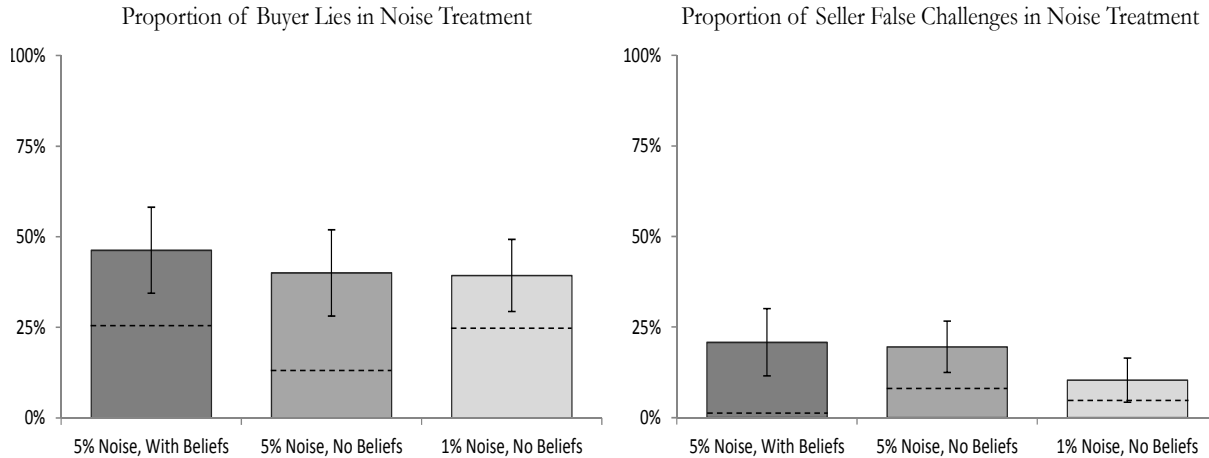 Proportion of Buyer Lies in Noise Treatment
100%
75%
50%
25%
0%
5% Noise, With Beliefs 5% Noise, No Beliefs 1% Noise, No Beliefs
Proportion of Seller False Challenges in Noise Treatment
100%
75%
50%
25%
0%
5% Noise, With Beliefs 5% Noise, No Beliefs 1% Noise, No Beliefs